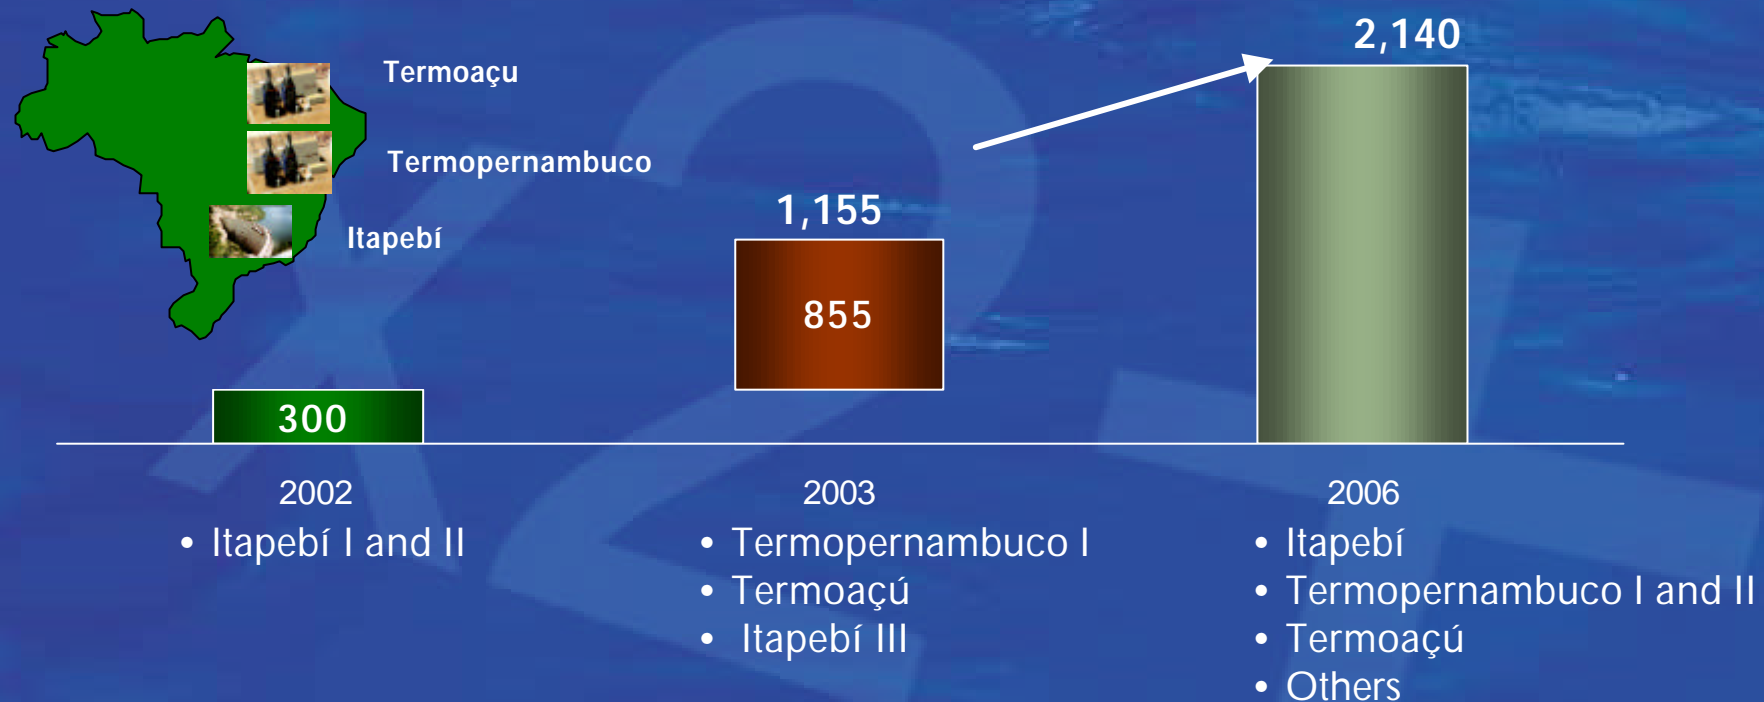 Termoaçu
Termopernambuco
Itapebí
2,140
1,155
855
300
2002
• Itapebí I and II
2003
• Termopernambuco I
• Termoaçú
• Itapebí III
2006
• Itapebí
• Termopernambuco I and II
• Termoaçú
• Others